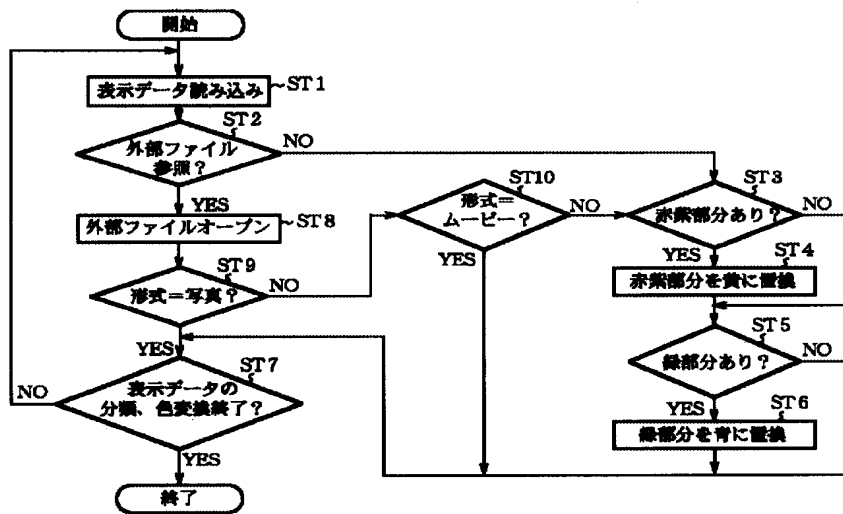 開始
表示データ読み込み
ST1
ST2
外部ファイル
参照?
NO
YES
外部ファイルオープン
ST8
ST9
形式=写真?
NO
YES
ST7
表示データの
分類、色変換終了?
NO
YES
終了
ST10
形式=
ムービー?
NO
YES
ST3
赤紫部分あり?
NO
YES
ST4
赤紫部分を黄に置換
ST5
緑部分あり?
NO
YES
ST6
緑部分を青に置換